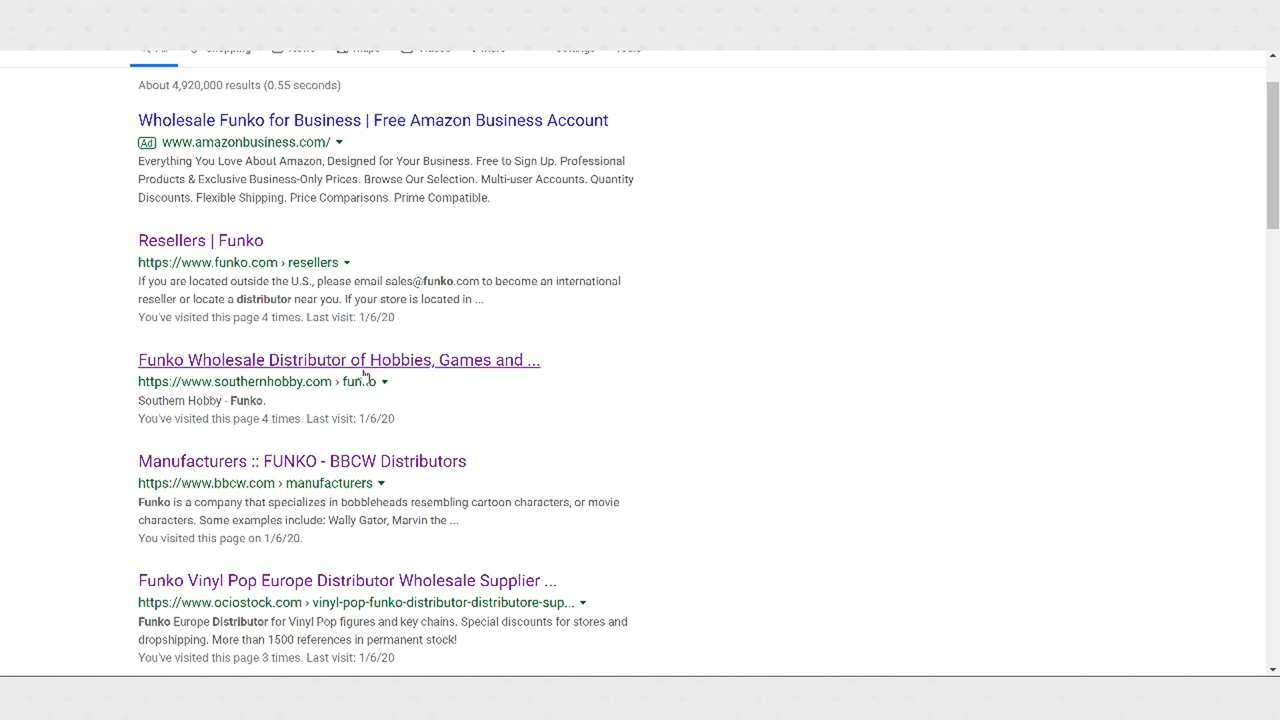 About 4,920,000 results (0.55 seconds)
Wholesale Funko for Business | Free Amazon Business Account
Ad www.amazonbusiness.com/
Everything You Love About Amazon, Designed for Your Business. Free to Sign Up. Professional
Products & Exclusive Business-Only Prices. Browse Our Selection. Multi-user Accounts. Quantity
Discounts. Flexible Shipping. Price Comparisons. Prime Compatible.
Resellers | Funko
https://www.funko.com › resellers
If you are located outside the U.S., please email sales@funko.com to become an international
reseller or locate a distributor near you. If your store is located in ...
You've visited this page 4 times. Last visit: 1/6/20
Funko Wholesale Distributor of Hobbies, Games and ...
https://www.southernhobby.com › funko
Southern Hobby · Funko.
You've visited this page 4 times. Last visit: 1/6/20
Manufacturers :: FUNKO - BBCW Distributors
https://www.bbcw.com › manufacturers
Funko is a company that specializes in bobbleheads resembling cartoon characters, or movie
characters. Some examples include: Wally Gator, Marvin the ...
You visited this page on 1/6/20.
Funko Vinyl Pop Europe Distributor Wholesale Supplier ...
https://www.ociostock.com › vinyl-pop-funko-distributor-distributore-sup...
Funko Europe Distributor for Vinyl Pop figures and key chains. Special discounts for stores and
dropshipping. More than 1500 references in permanent stock!
You've visited this page 3 times. Last visit: 1/6/20